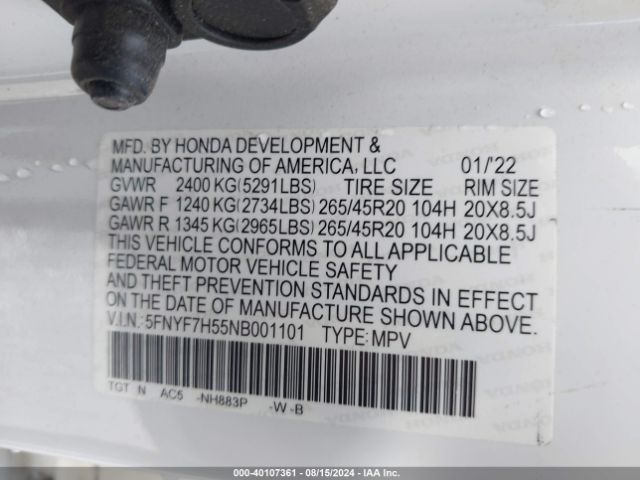 MFD. BY HONDA DEVELOPMENT &
MANUFACTURING OF AMERICA, LLC 01/'22
GVWR 2400 KG(5291LBS) TIRE SIZE RIM SIZE
GAWR F 1240 KG(2734LBS) 265/45R20 104H 20X8.5J
GAWR R 1345 KG(2965LBS) 265/45R20 104H 20X8.5J
THIS VEHICLE CONFORMS TO ALL APPLICABLE
FEDERAL MOTOR VEHICLE SAFETY
AND THEFT PREVENTION STANDARDS IN EFFECT
ON THE DATE OF MANUFACTURE SHOWN ABOVE.
V.I.N.: 5FNYF7H55NB001101 TYPE: MPV
TGT N AC5 -NH883P -W -B
000-40107361 - 08/15/2024 - IAA Inc.